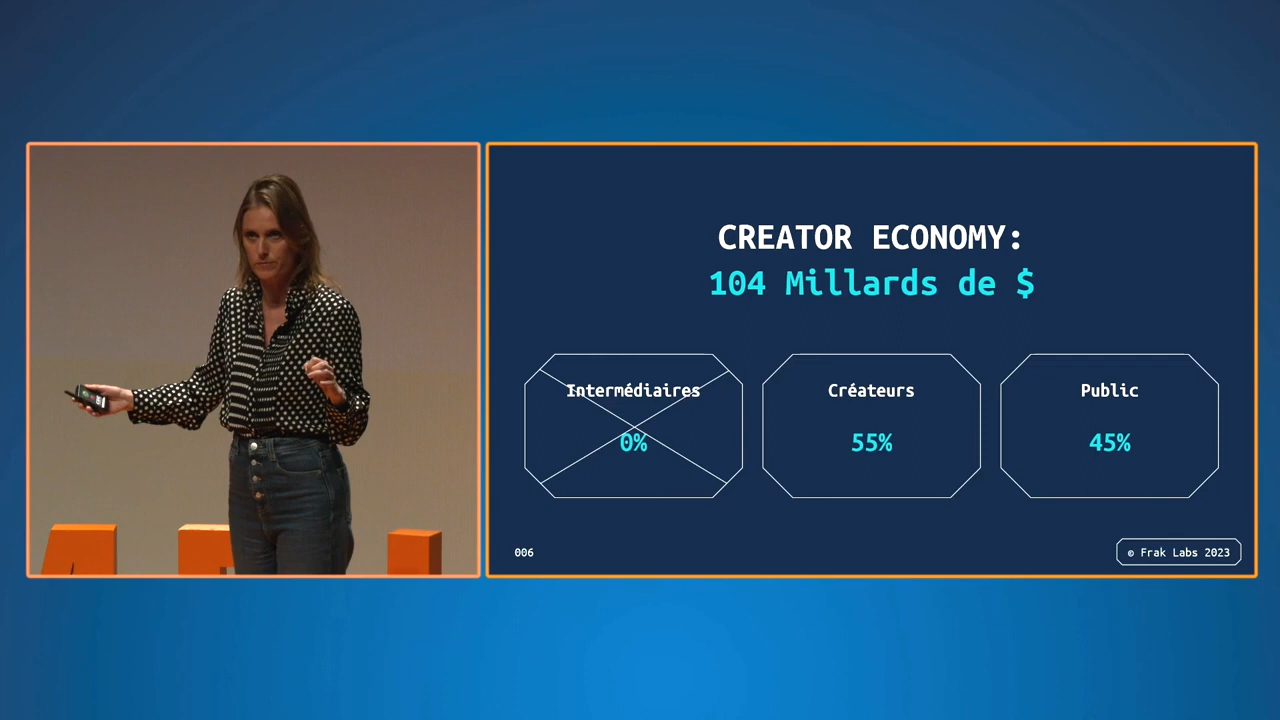 CREATOR ECONOMY:
104 Millards de $
Intermédiaires
0%
Créateurs
55%
Public
45%
006
© Frak Labs 2023